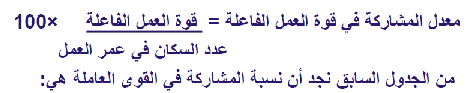 معدل المشاركة في قوة العمل الفاعلة = قوة العمل الفاعلة ×100
عدد السكان في عمر العمل
من الجدول السابق نجد أن نسبة المشاركة في القوى العاملة هي: